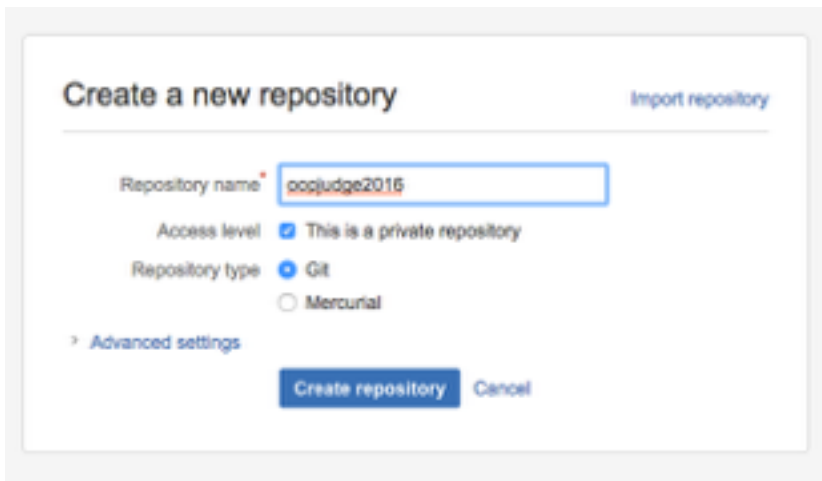 Create a new repository
Import repository
Repository name*
oopjudge2016
Access level
This is a private repository
Repository type
Git
Mercurial
> Advanced settings
Create repository
Cancel